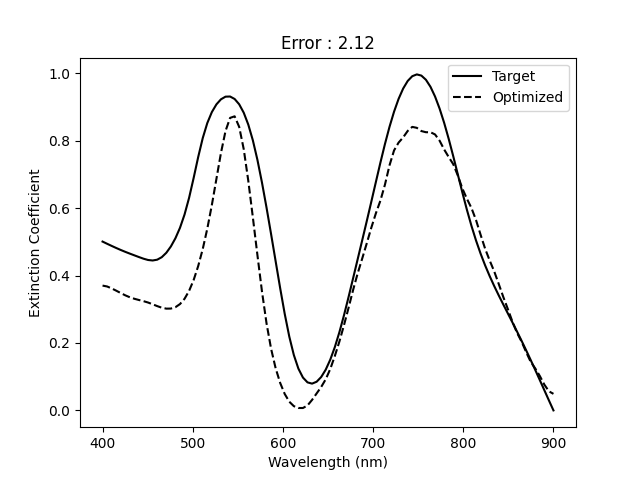 Error : 2.12
Target
Optimized
Extinction Coefficient
1.0
0.8
0.6
0.4
0.2
0.0
400 500 600 700 800 900
Wavelength (nm)